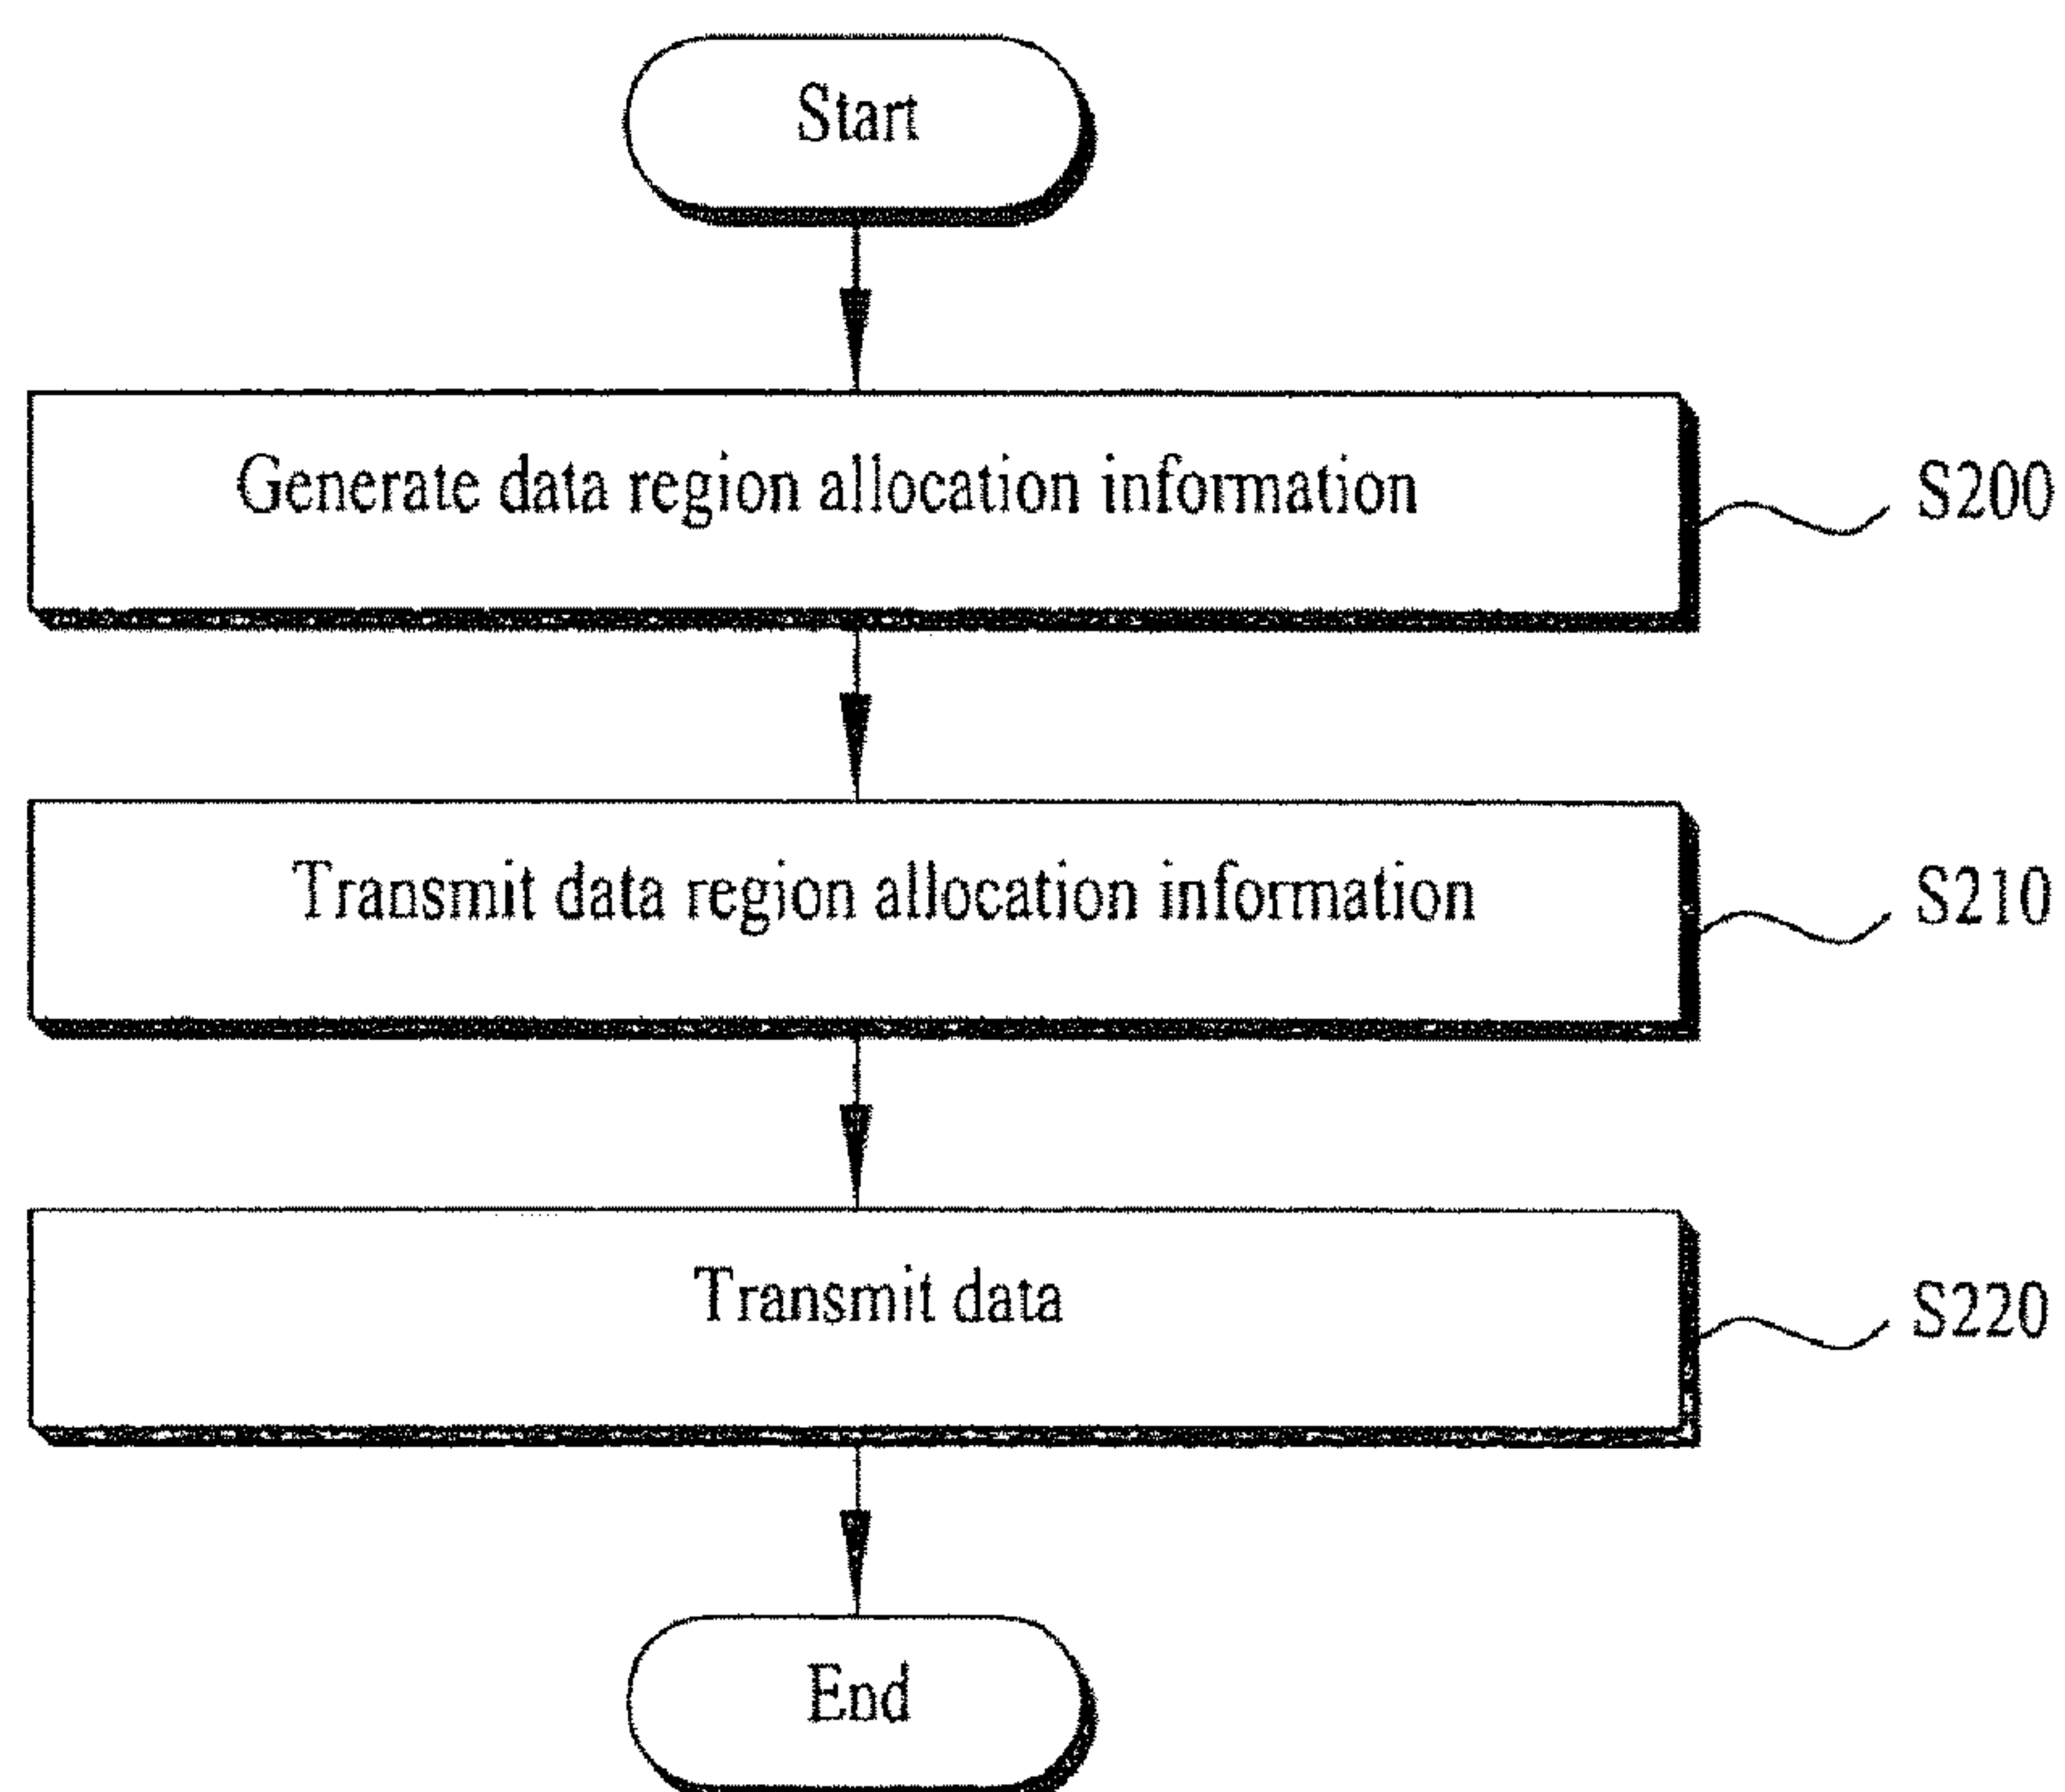 Start
Generate data region allocation information
S200
Transmit data region allocation information
S210
Transmit data
S220
End